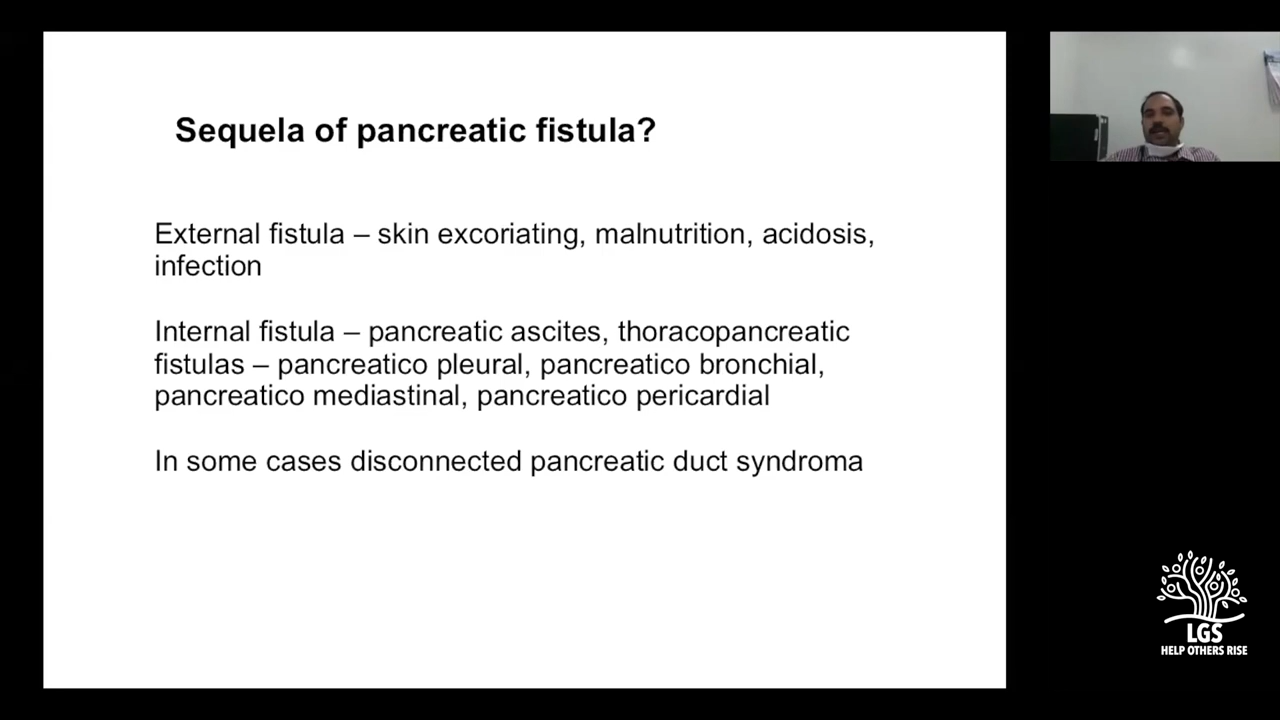 Sequela of pancreatic fistula?
External fistula – skin excoriating, malnutrition, acidosis,
infection
Internal fistula – pancreatic ascites, thoracopancreatic
fistulas – pancreatico pleural, pancreatico bronchial,
pancreatico mediastinal, pancreatico pericardial
In some cases disconnected pancreatic duct syndroma
LGS
HELP OTHERS RISE